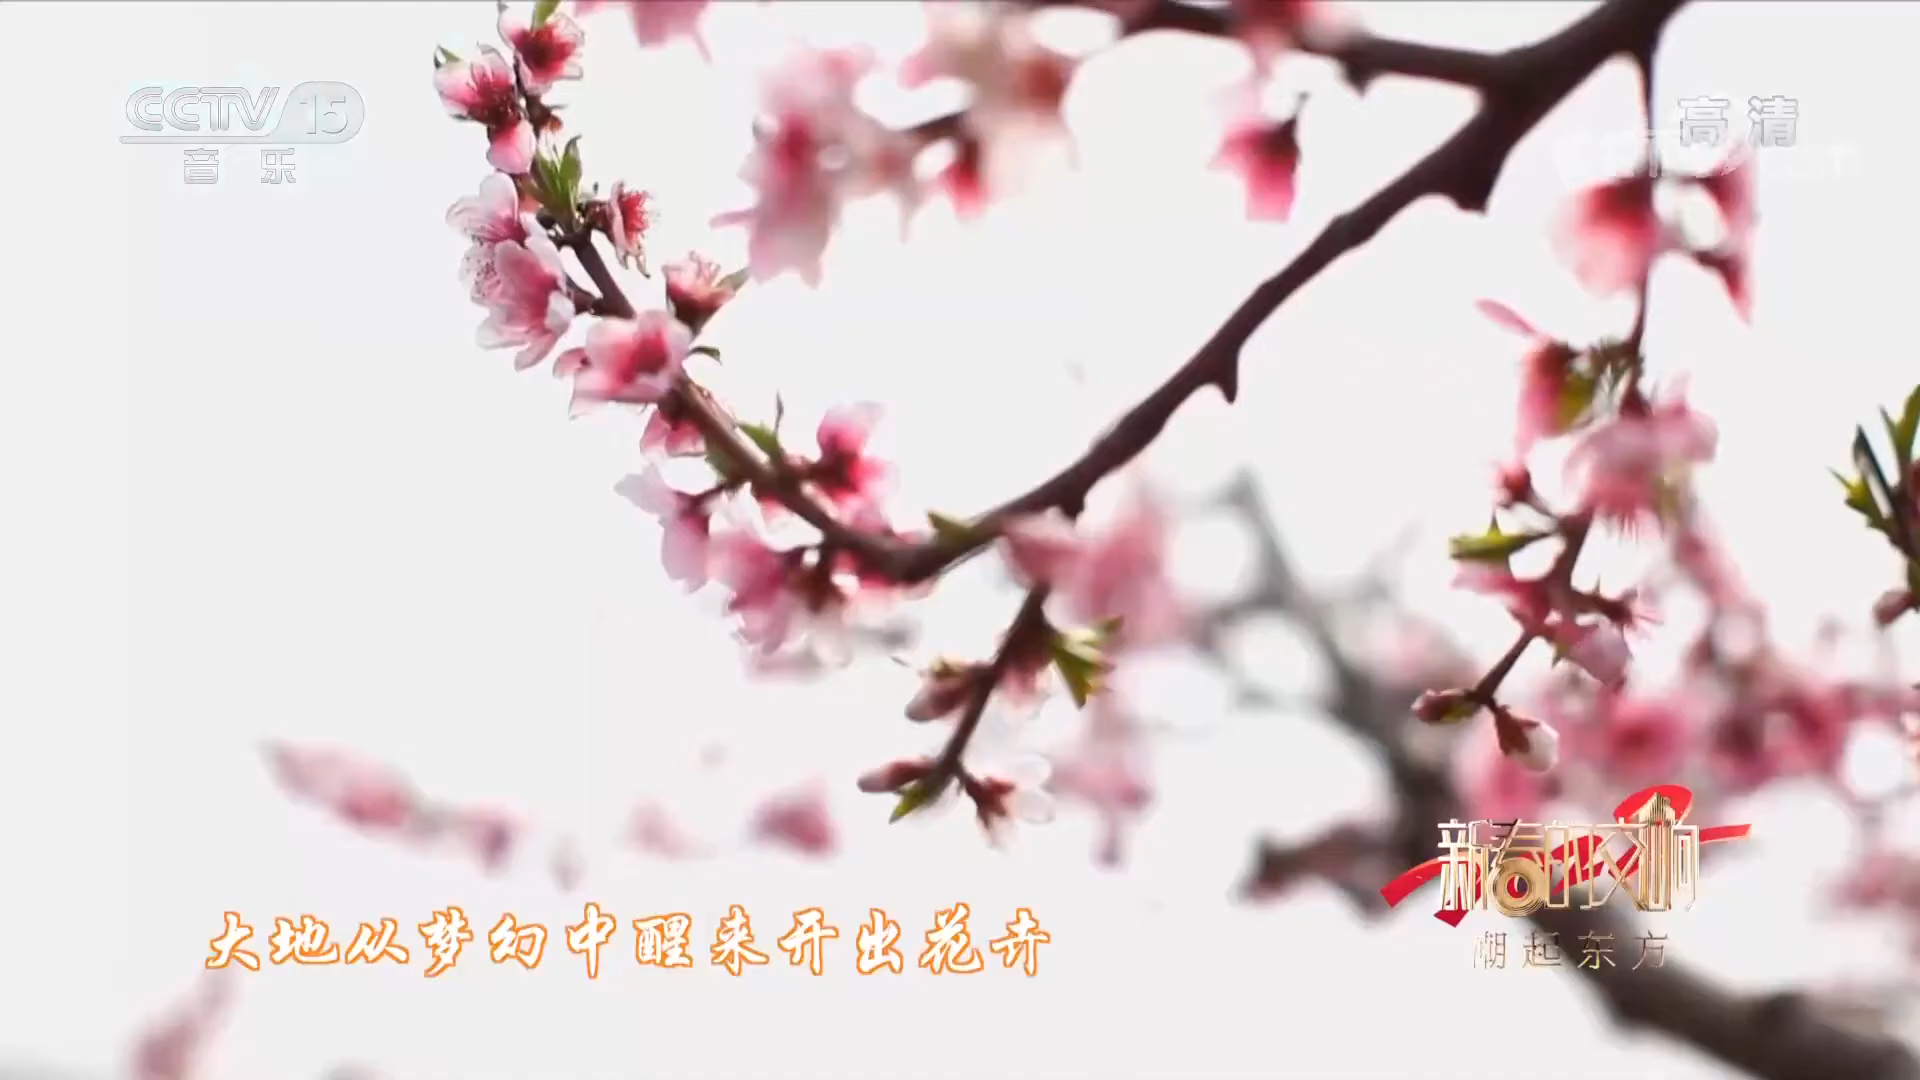 CCTV 15
音乐
高清
大地从梦幻中醒来开出花卉
新春的交响
潮起东方